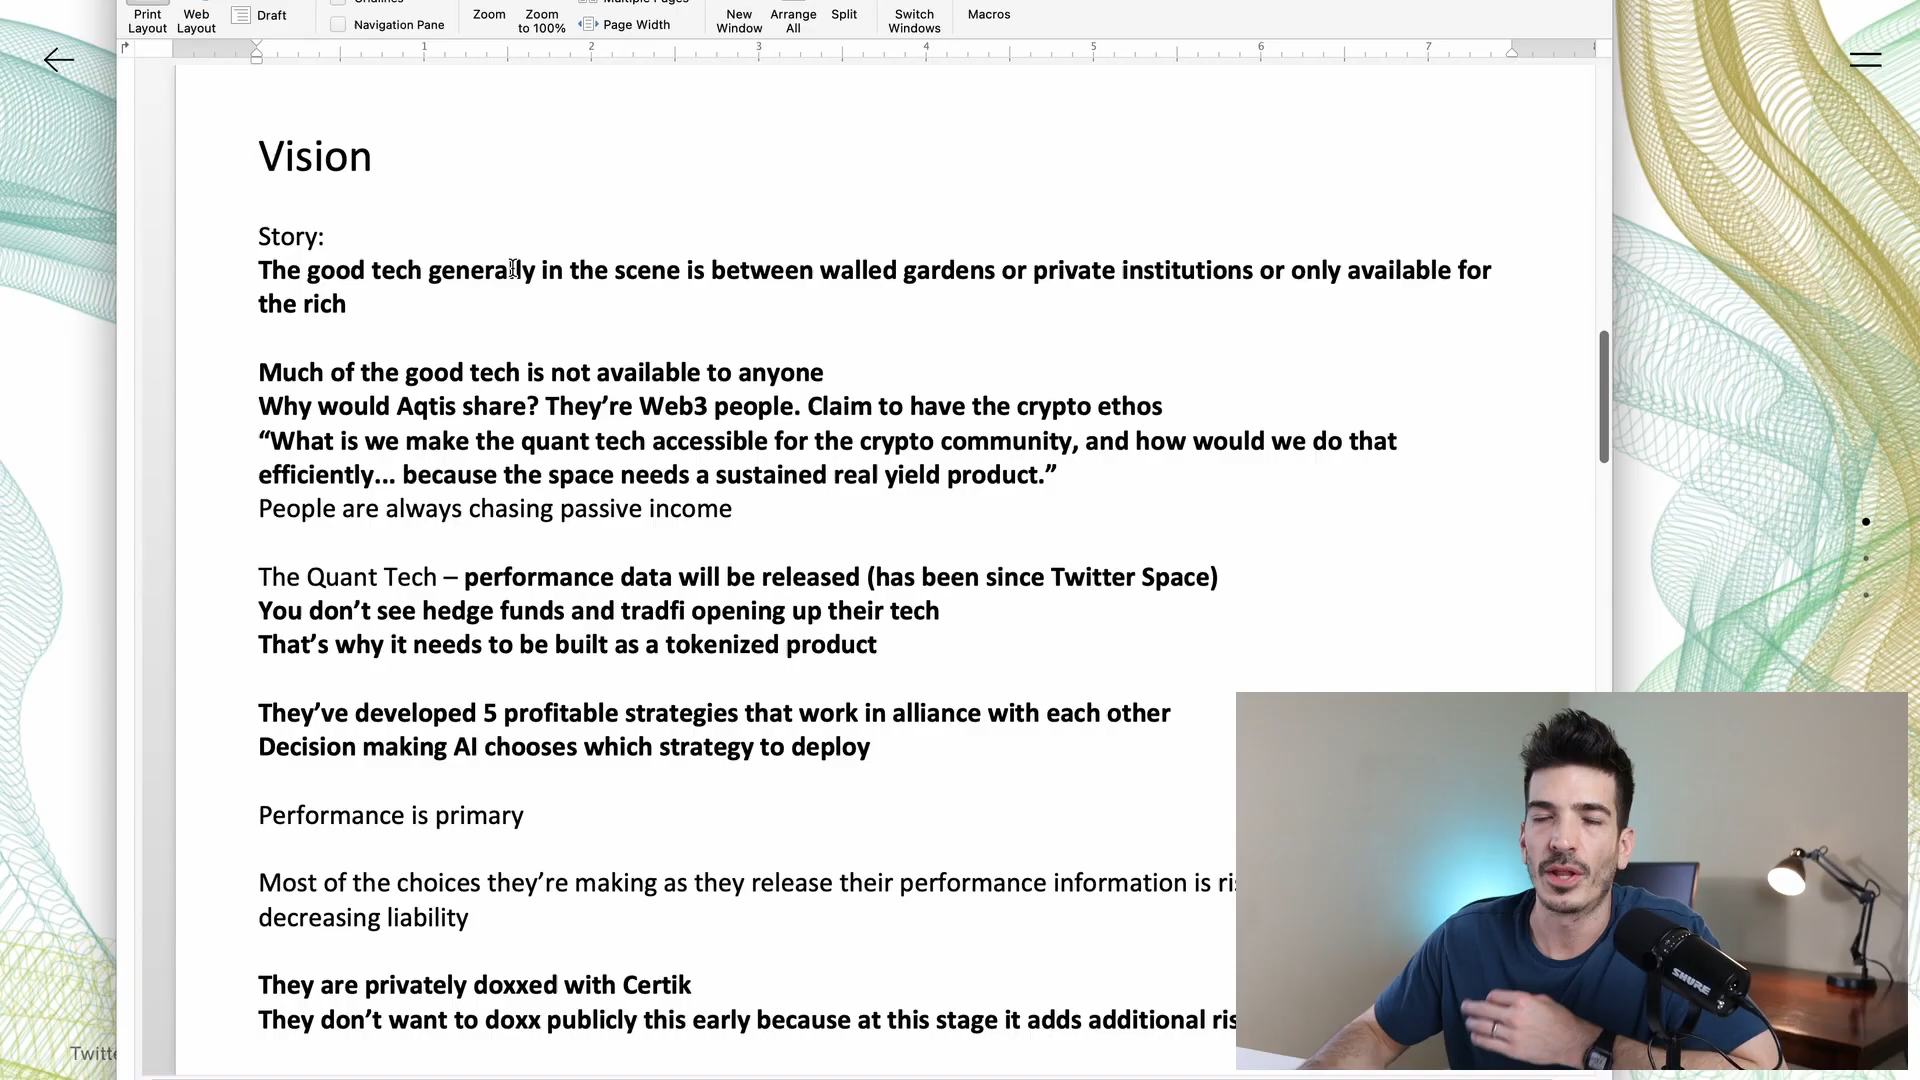 Print
Layout
Web
Layout
Draft
Navigation Pane
Zoom
Zoom
to 100%
Page Width
New
Window
Arrange
All
Split
Switch
Windows
Macros
1 2 3 4 5 6 7
Vision
Story:
The good tech generally in the scene is between walled gardens or private institutions or only available for
the rich
Much of the good tech is not available to anyone
Why would Aqtis share? They’re Web3 people. Claim to have the crypto ethos
“What is we make the quant tech accessible for the crypto community, and how would we do that
efficiently... because the space needs a sustained real yield product.”
People are always chasing passive income
The Quant Tech – performance data will be released (has been since Twitter Space)
You don’t see hedge funds and tradfi opening up their tech
That’s why it needs to be built as a tokenized product
They’ve developed 5 profitable strategies that work in alliance with each other
Decision making AI chooses which strategy to deploy
Performance is primary
Most of the choices they’re making as they release their performance information is
decreasing liability
They are privately doxxed with Certik
They don’t want to doxx publicly this early because at this stage it adds additional
SHURE